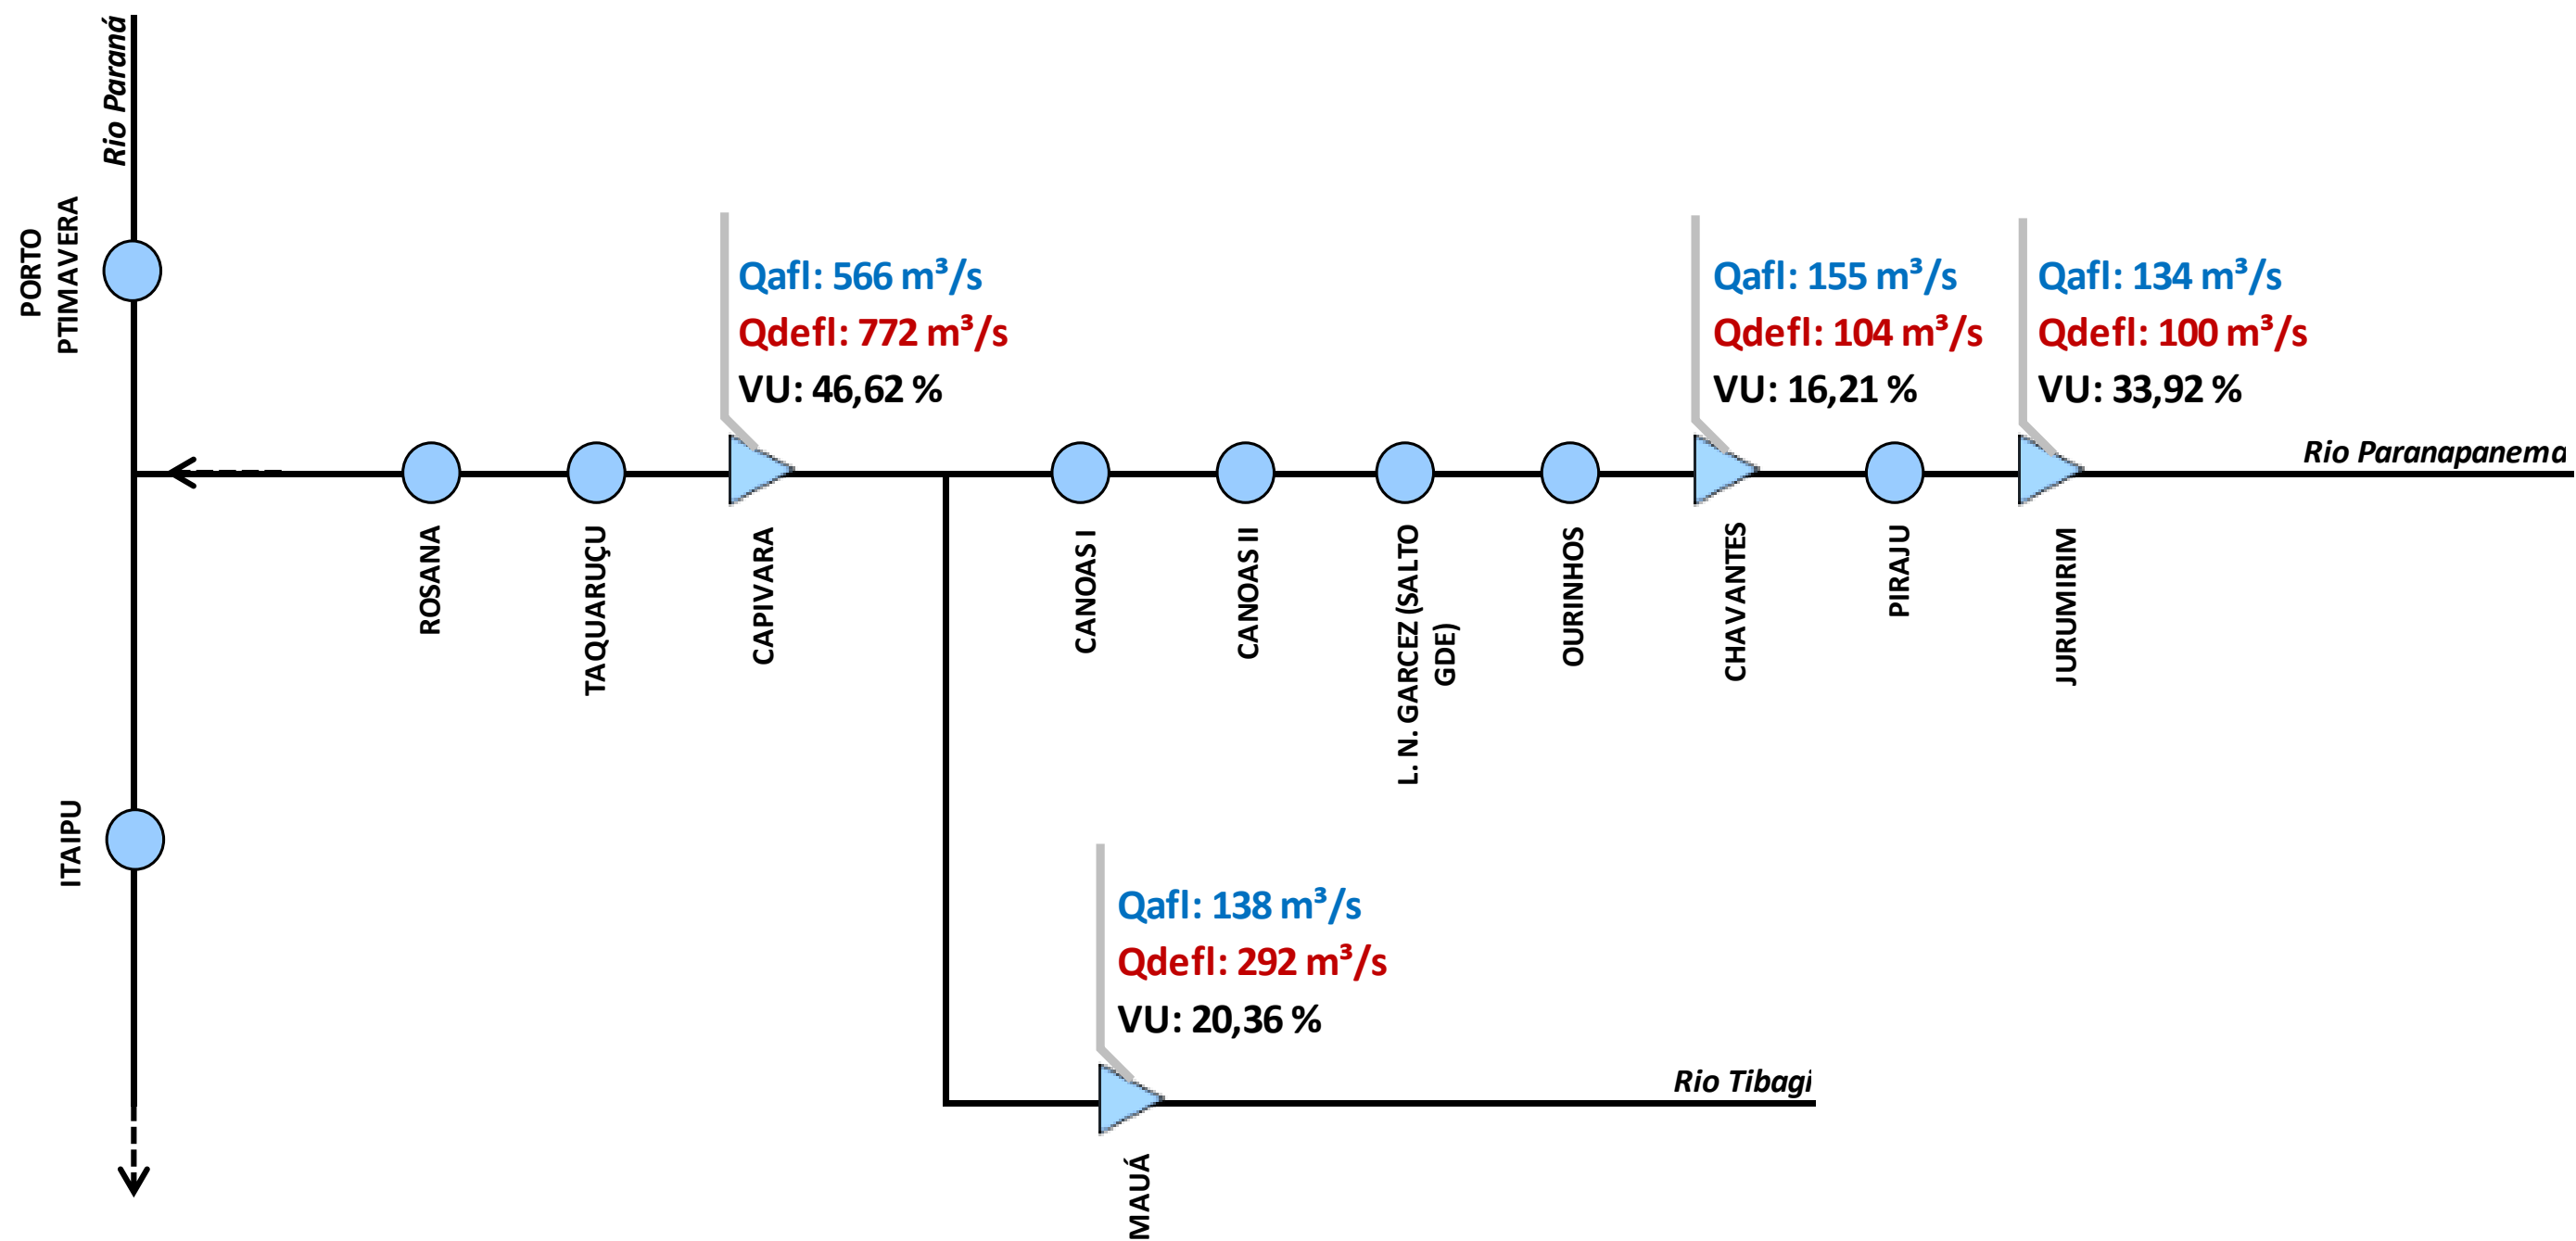 Rio Paraná
PORTO
PTIMAVERA
Qafl: 566 m³/s
Qdefl: 772 m³/s
VU: 46,62 %
Qafl: 155 m³/s
Qdefl: 104 m³/s
VU: 16,21 %
Qafl: 134 m³/s
Qdefl: 100 m³/s
VU: 33,92 %
Rio Paranapanema
ROSANA
TAQUARUÇU
CAPIVARA
CANOAS I
CANOAS II
L. N. GARCEZ (SALTO
GDE)
OURINHOS
CHAVANTES
PIRAJU
JURUMIRIM
ITAIPU
Qafl: 138 m³/s
Qdefl: 292 m³/s
VU: 20,36 %
Rio Tibagi
MAUÁ